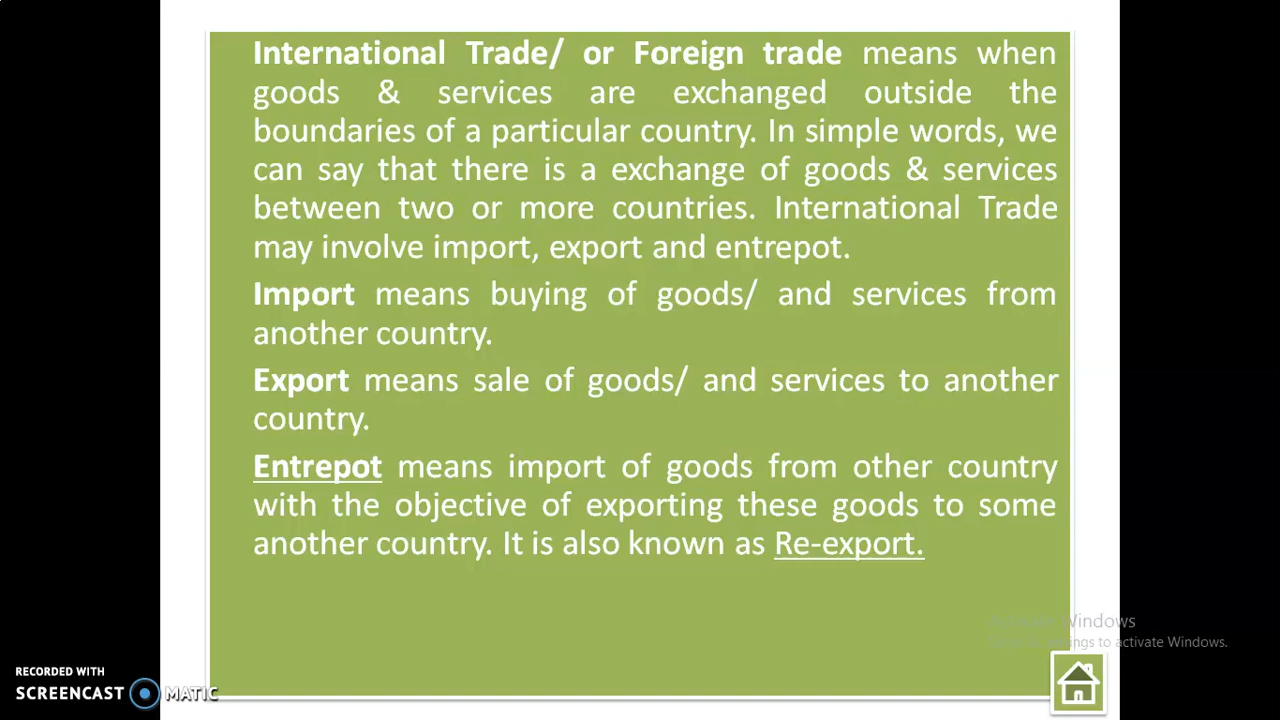 International Trade/ or Foreign trade means when
goods & services are exchanged outside the
boundaries of a particular country. In simple words, we
can say that there is a exchange of goods & services
between two or more countries. International Trade
may involve import, export and entrepot.
Import means buying of goods/ and services from
another country.
Export means sale of goods/ and services to another
country.
Entrepot means import of goods from other country
with the objective of exporting these goods to some
another country. It is also known as Re-export.
Activate Windows
to activate Windows.
RECORDED WITH
SCREENCAST MATIC